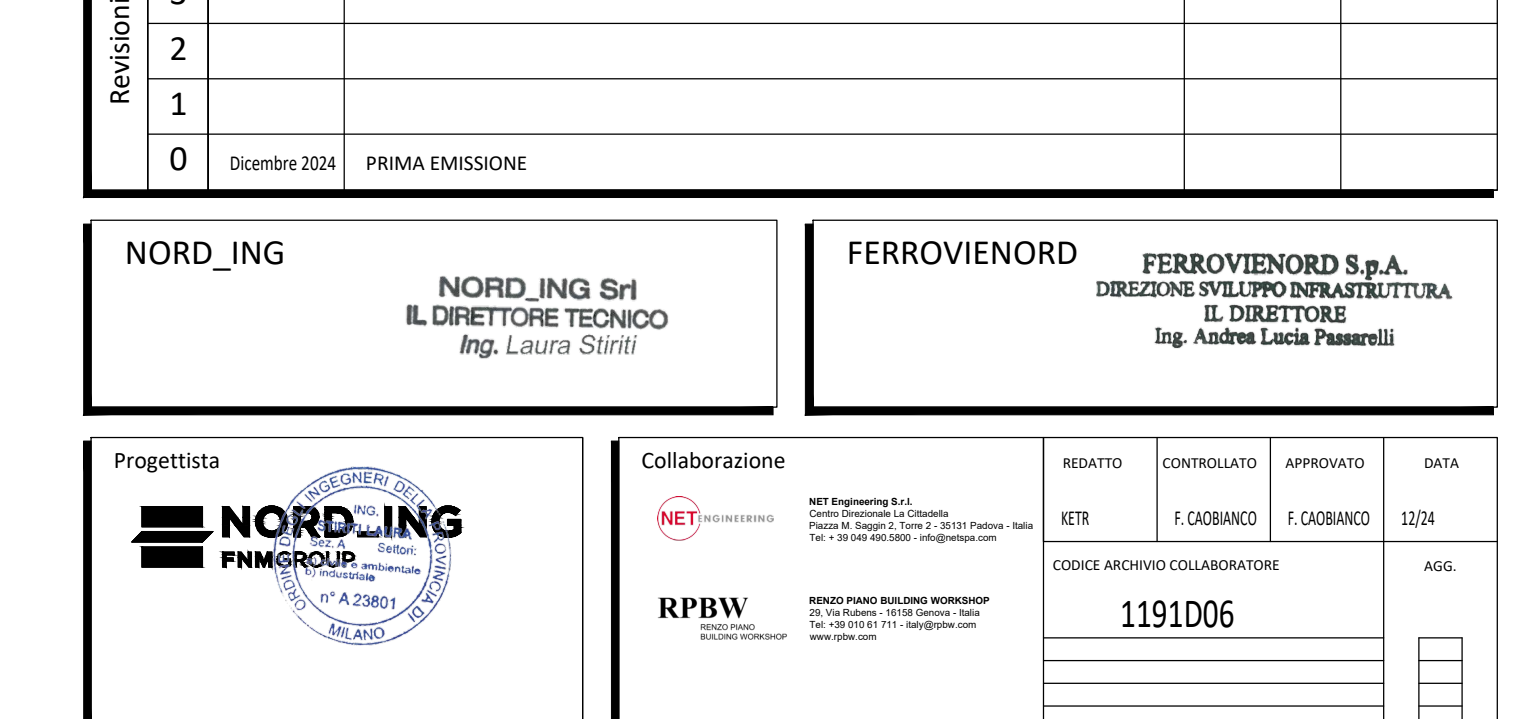 Revisioni
2
1
0 Dicembre 2024 PRIMA EMISSIONE
NORD_ING
NORD_ING Srl
IL DIRETTORE TECNICO
Ing. Laura Stiriti
FERROVIENORD
FERROVIENORD S.p.A.
DIREZIONE SVILUPPO INFRASTRUTTURA
IL DIRETTORE
Ing. Andrea Lucia Passarelli
Progettista
NORD_ING
FNMGROUP
ORDINE DEGLI INGEGNERI DELLA PROVINCIA DI
MILANO
ING.
STIRITI LAURA
Sez. A Settori:
a) civile e ambientale
b) industriale
n° A 23801
Collaborazione
NET ENGINEERING
NET Engineering S.r.l.
Centro Direzionale La Cittadella
Piazza M. Saggin 2, Torre 2 - 35131 Padova - Italia
Tel: + 39 049 490.5800 - info@netspa.com
RPBW
RENZO PIANO
BUILDING WORKSHOP
RENZO PIANO BUILDING WORKSHOP
29, Via Rubens - 16158 Genova - Italia
Tel: +39 010 61 711 - italy@rpbw.com
www.rpbw.com
REDATTO CONTROLLATO APPROVATO DATA
KETR F. CAOBIANCO F. CAOBIANCO 12/24
CODICE ARCHIVIO COLLABORATORE AGG.
1191D06